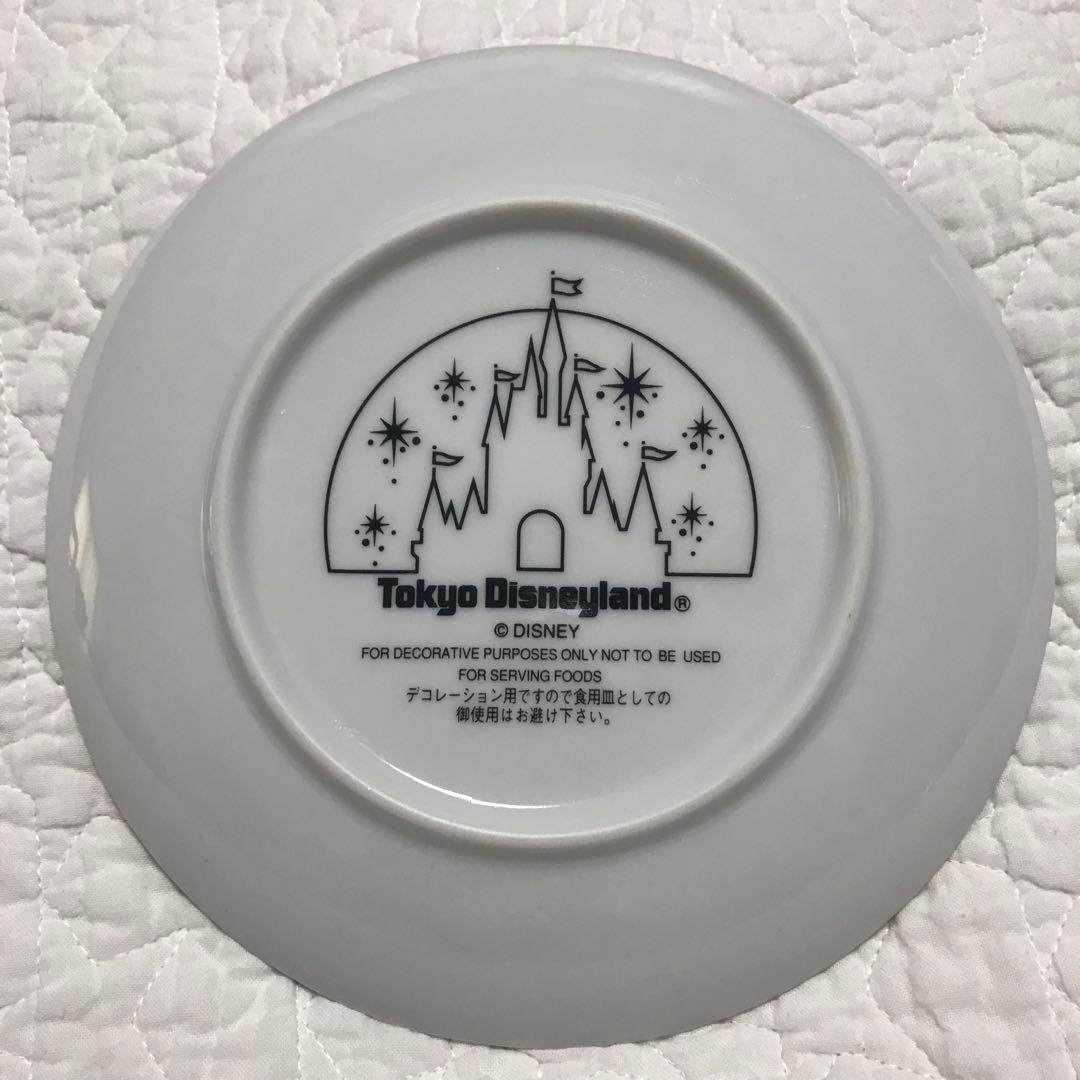 Tokyo Disneyland®
© DISNEY
FOR DECORATIVE PURPOSES ONLY NOT TO BE USED
FOR SERVING FOODS
デコレーション用ですので食用皿としての
御使用はお避け下さい。